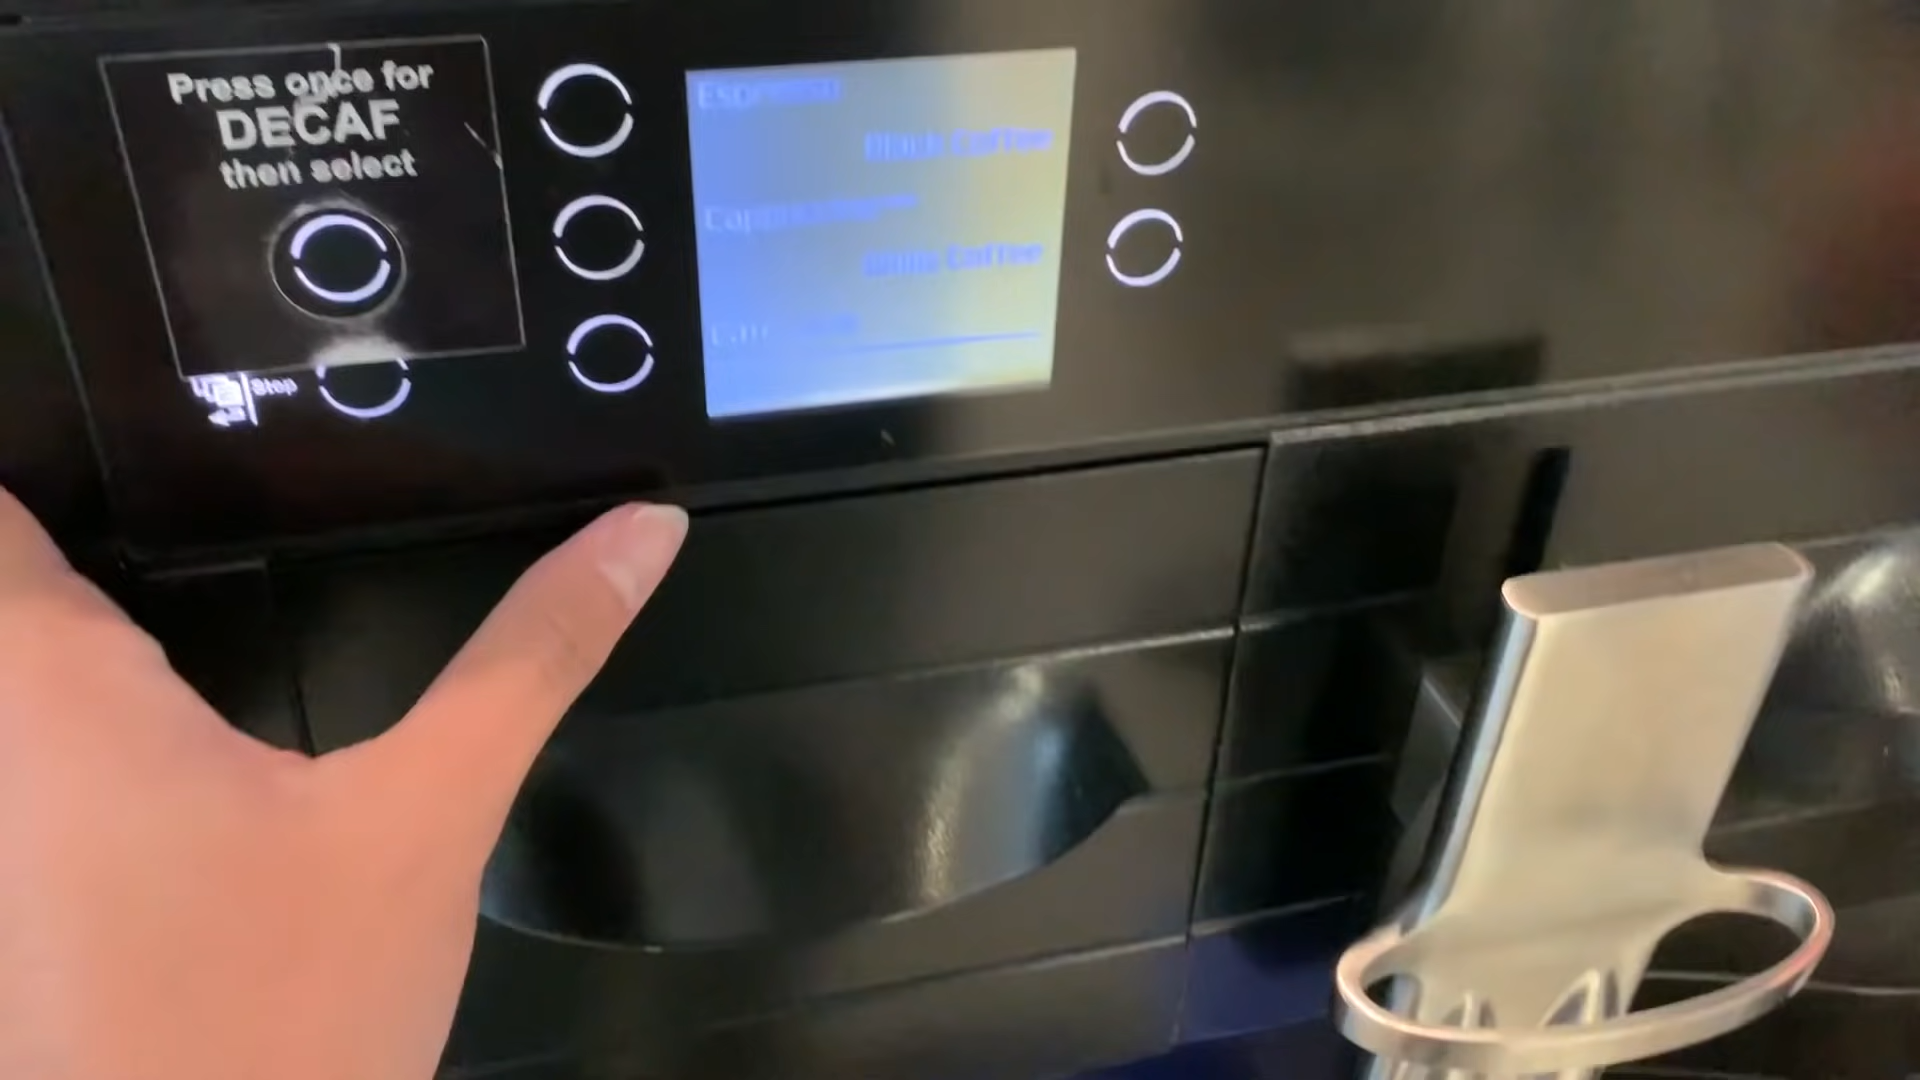 Press once for
DECAF
then select
Espresso
Black Coffee
Cappuccino
White Coffee
Stop